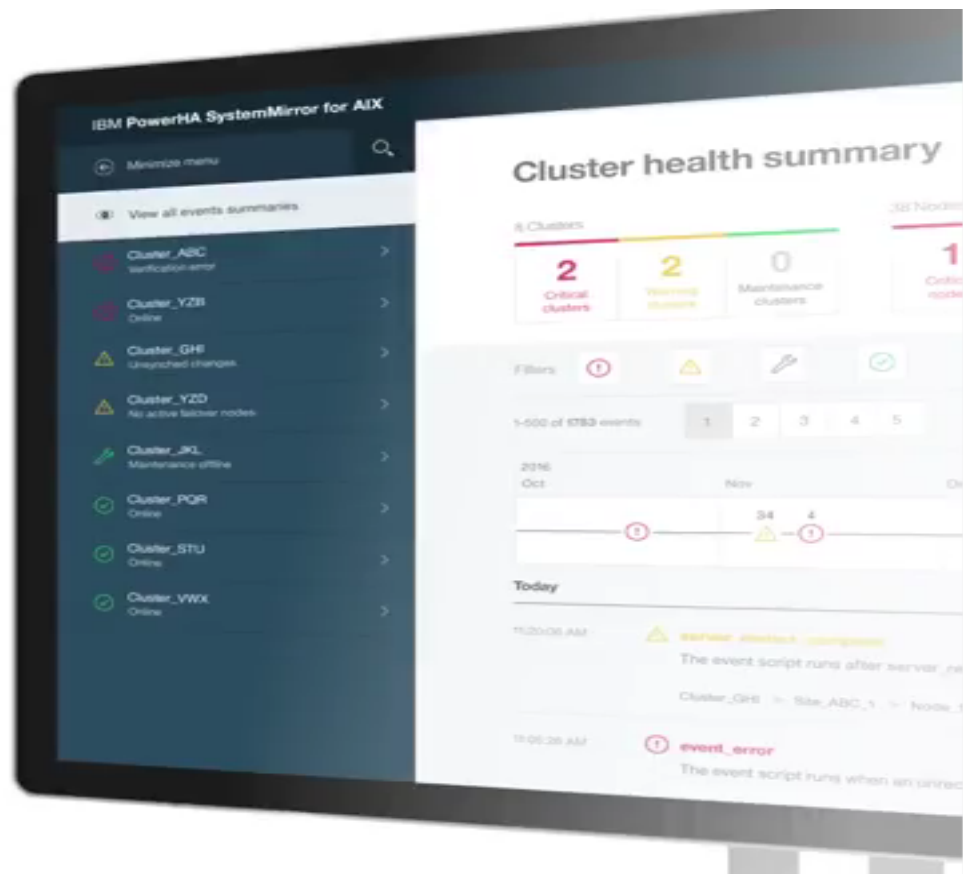 IBM PowerHA SystemMirror for AIX
Minimize menu
View all events summaries
Cluster_ABC
Verification error
Cluster_YZB
Online
Cluster_GHI
Unsynched changes
Cluster_YZD
No active failover nodes
Cluster_JKL
Maintenance offline
Cluster_PQR
Online
Cluster_STU
Online
Cluster_VWX
Online
Cluster health summary
8 Clusters
38 Nodes
2
Critical
clusters
2
Warning
clusters
0
Maintenance
clusters
1
Filters
1-500 of 1753 events
1 2 3 4 5
2016
Oct
Nov
34 4
Today
11:20:06 AM
The event script runs after
Cluster_GHI > Site_ABC_1 >
11:05:26 AM
event_error
The event script runs when an